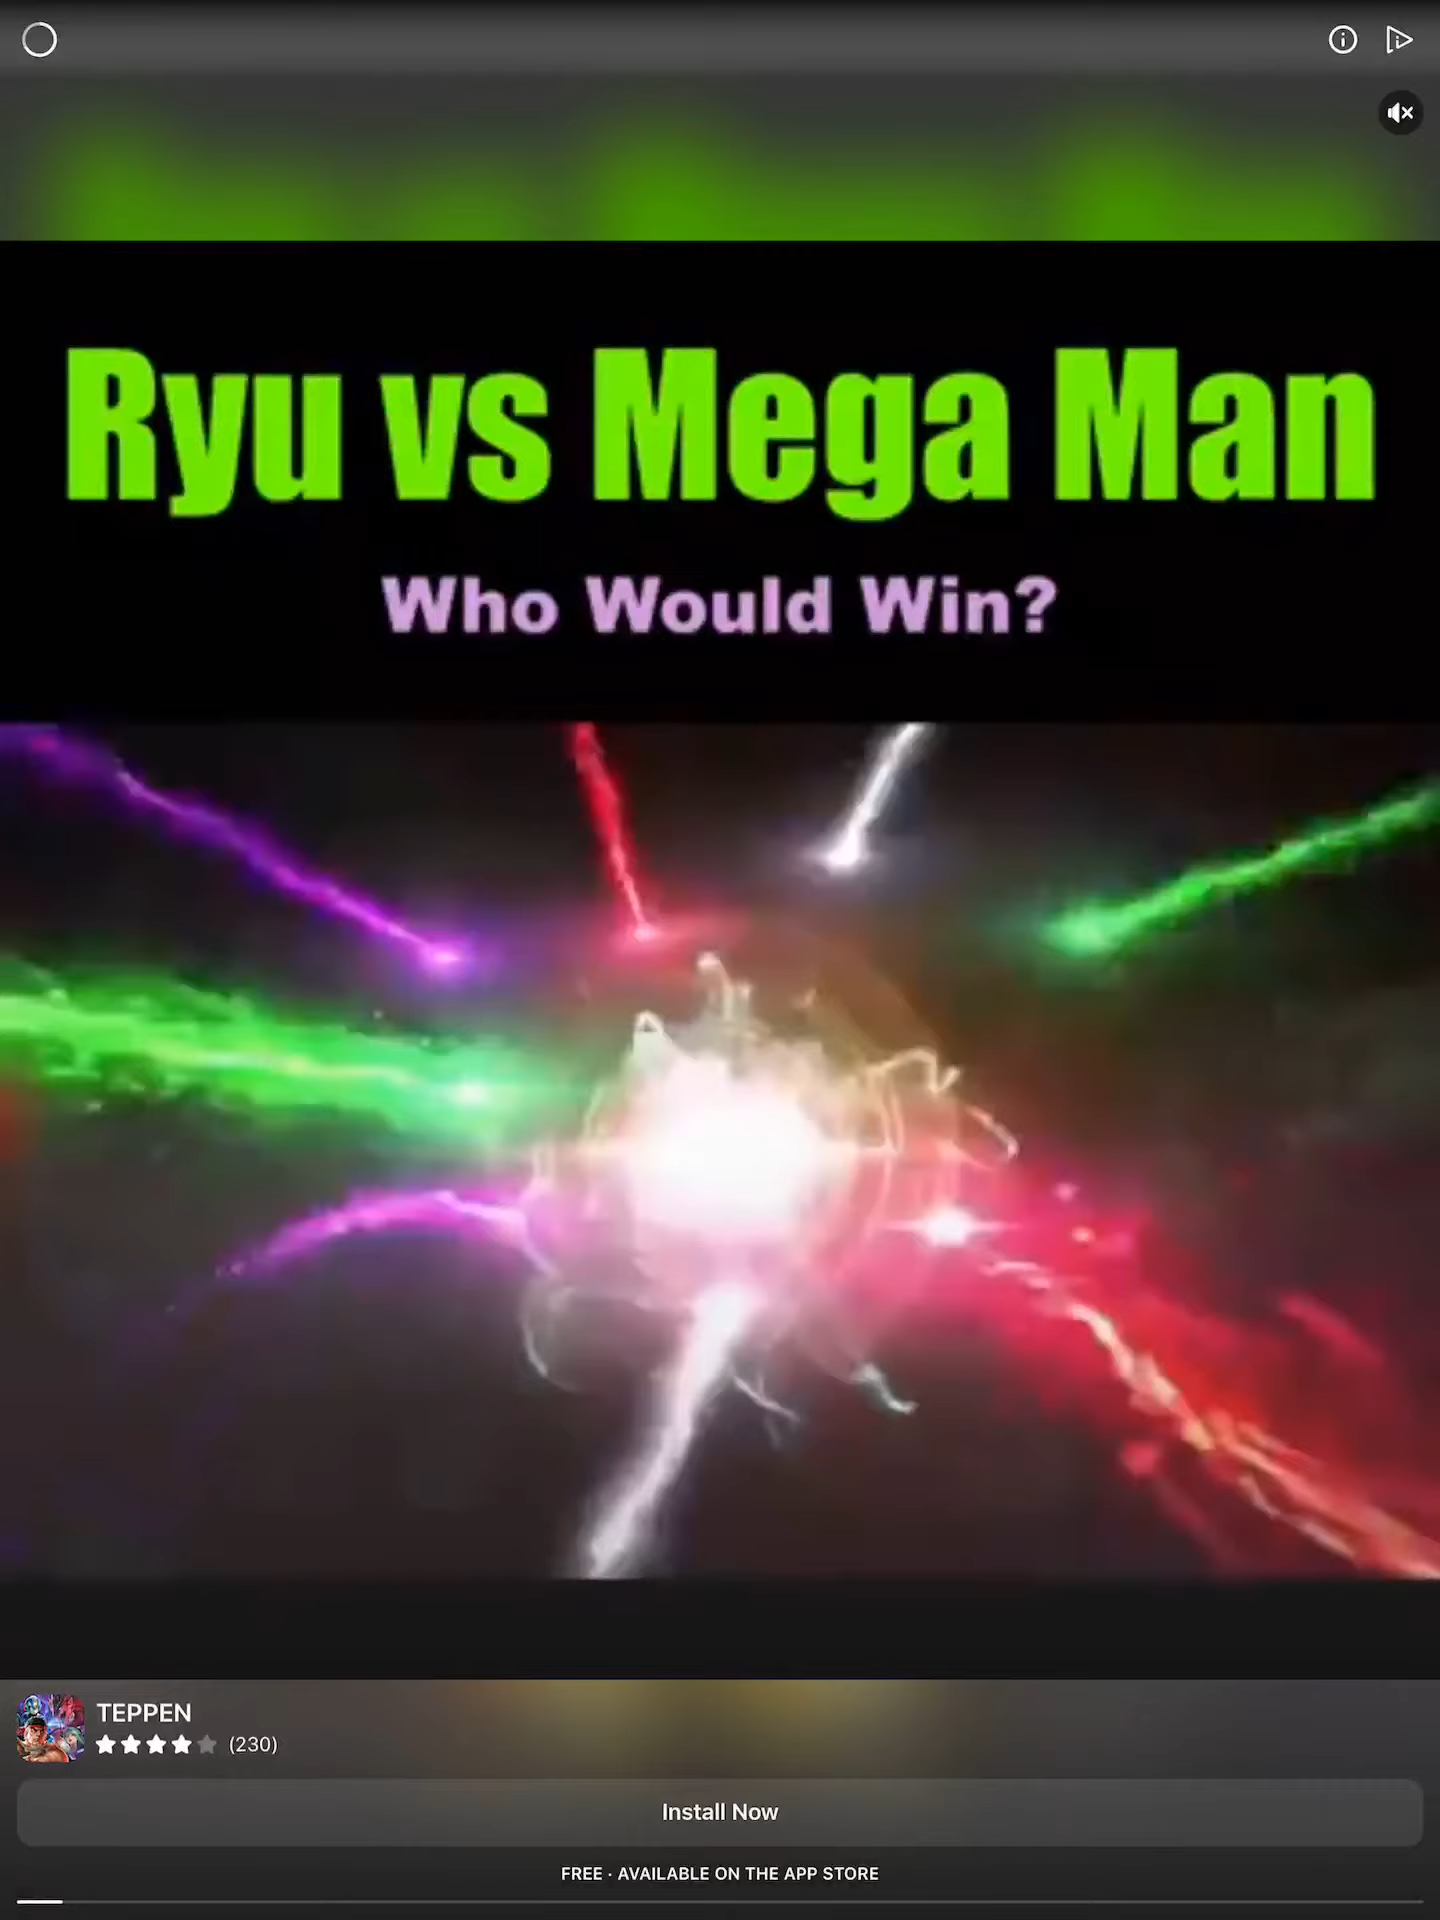 Ryu vs Mega Man
Who Would Win?
TEPPEN
(230)
Install Now
FREE · AVAILABLE ON THE APP STORE